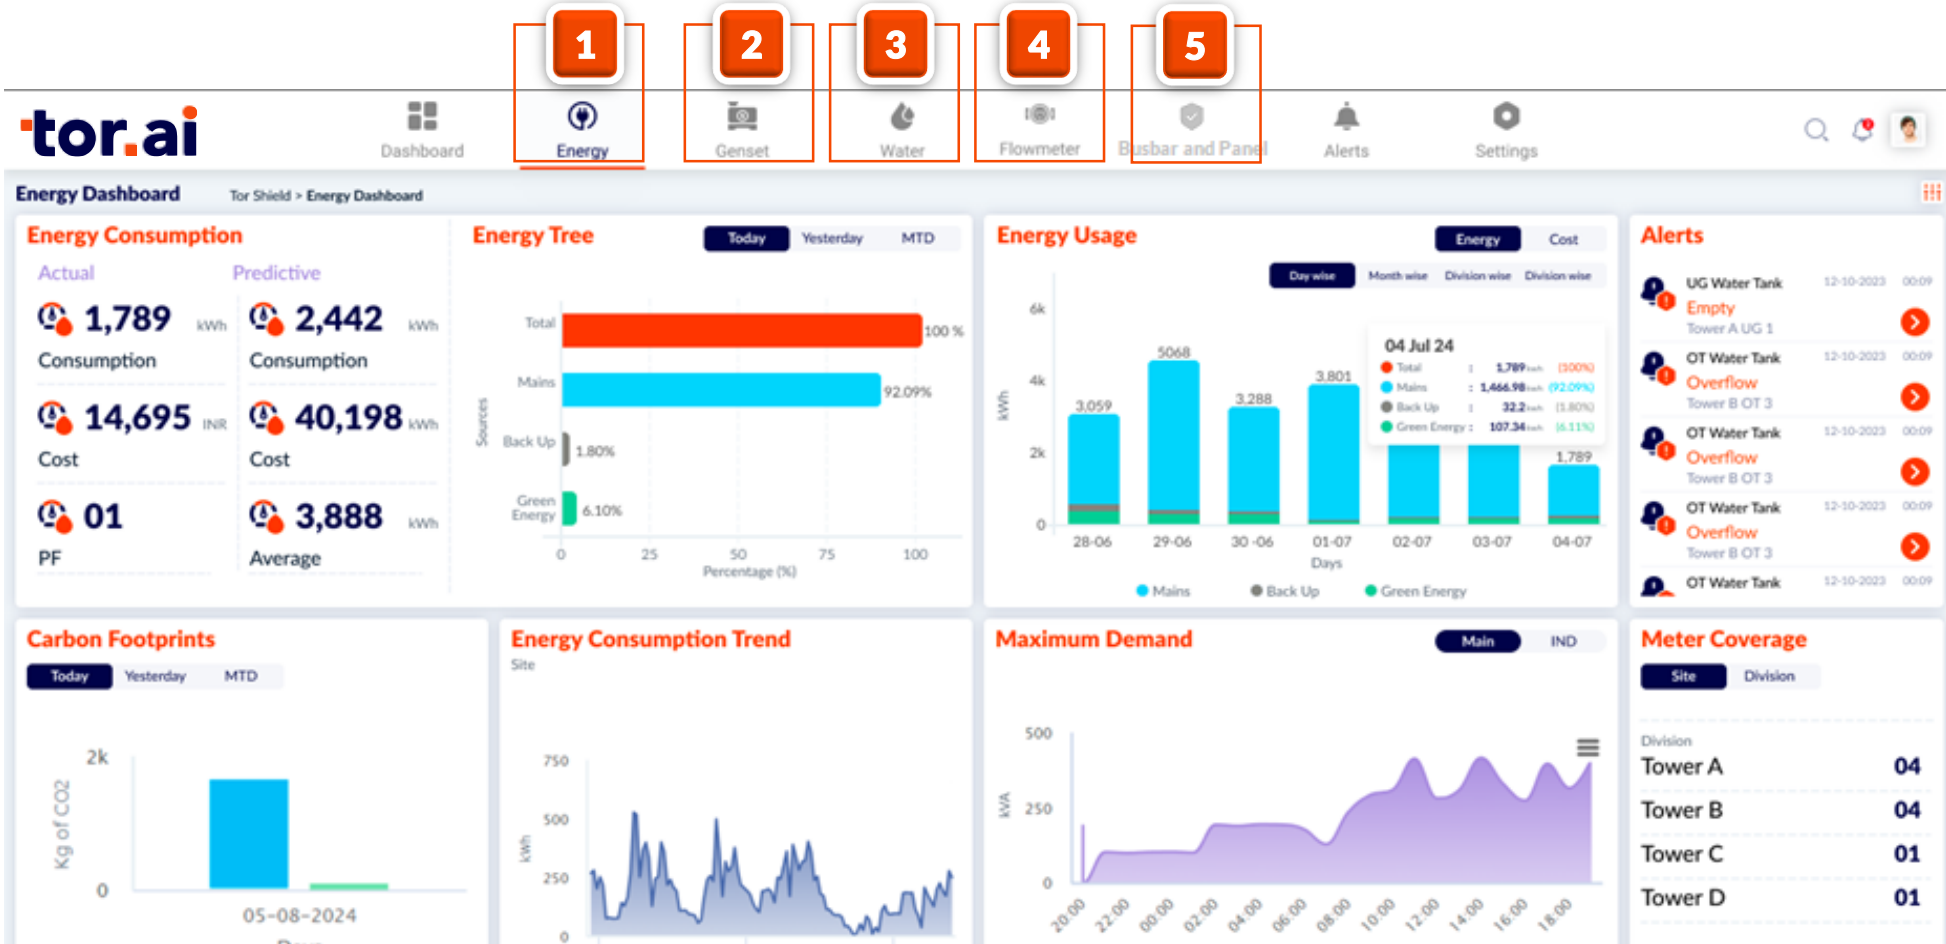 1
2
3
4
5
tor.ai
Dashboard
Energy
Genset
Water
Flowmeter
Busbar and Panel
Alerts
Settings
Energy Dashboard
Tor Shield > Energy Dashboard
Energy Consumption
Actual
Predictive
1,789 kWh
2,442 kWh
Consumption
Consumption
14,695 INR
40,198 kWh
Cost
Cost
01
3,888 kWh
PF
Average
Energy Tree
Today
Yesterday
MTD
Sources
Total
100 %
Mains
92.09%
Back Up
1.80%
Green
Energy
6.10%
0
25
50
75
100
Percentage (%)
Energy Usage
Energy
Cost
Day wise
Month wise
Division wise
Division wise
kWh
6k
4k
2k
0
3,059
5068
3,288
3,801
1,789
04 Jul 24
Total : 1,789 kwh (100%)
Mains : 1,466.98 kwh (92.09%)
Back Up : 32.2 kwh (1.80%)
Green Energy : 107.34 kwh (6.11%)
28-06
29-06
30 -06
01-07
02-07
03-07
04-07
Days
Mains
Back Up
Green Energy
Alerts
UG Water Tank 12-10-2023 00:09
Empty
Tower A UG 1
OT Water Tank 12-10-2023 00:09
Overflow
Tower B OT 3
OT Water Tank 12-10-2023 00:09
Overflow
Tower B OT 3
OT Water Tank 12-10-2023 00:09
Overflow
Tower B OT 3
OT Water Tank 12-10-2023 00:09
Carbon Footprints
Today
Yesterday
MTD
Kg of CO2
2k
0
05-08-2024
Days
Energy Consumption Trend
Site
kWh
750
500
250
0
Maximum Demand
Main
IND
kVA
500
250
0
20:00
22:00
00:00
02:00
04:00
06:00
08:00
10:00
12:00
14:00
16:00
18:00
Meter Coverage
Site
Division
Division
Tower A 04
Tower B 04
Tower C 01
Tower D 01